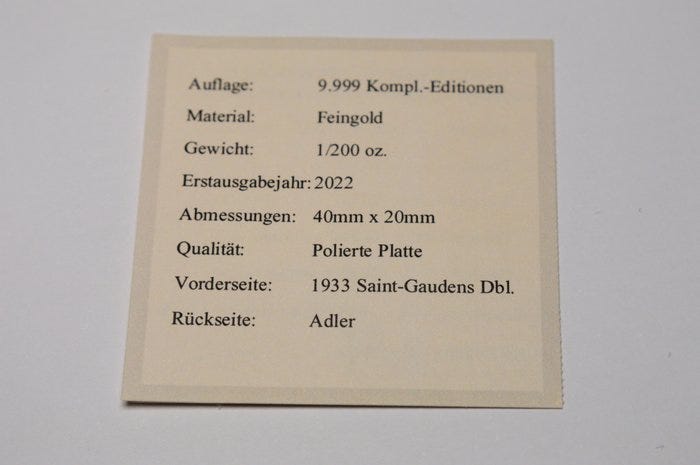 Auflage: 9.999 Kompl.-Editionen
Material: Feingold
Gewicht: 1/200 oz.
Erstausgabejahr: 2022
Abmessungen: 40mm x 20mm
Qualität: Polierte Platte
Vorderseite: 1933 Saint-Gaudens Dbl.
Rückseite: Adler